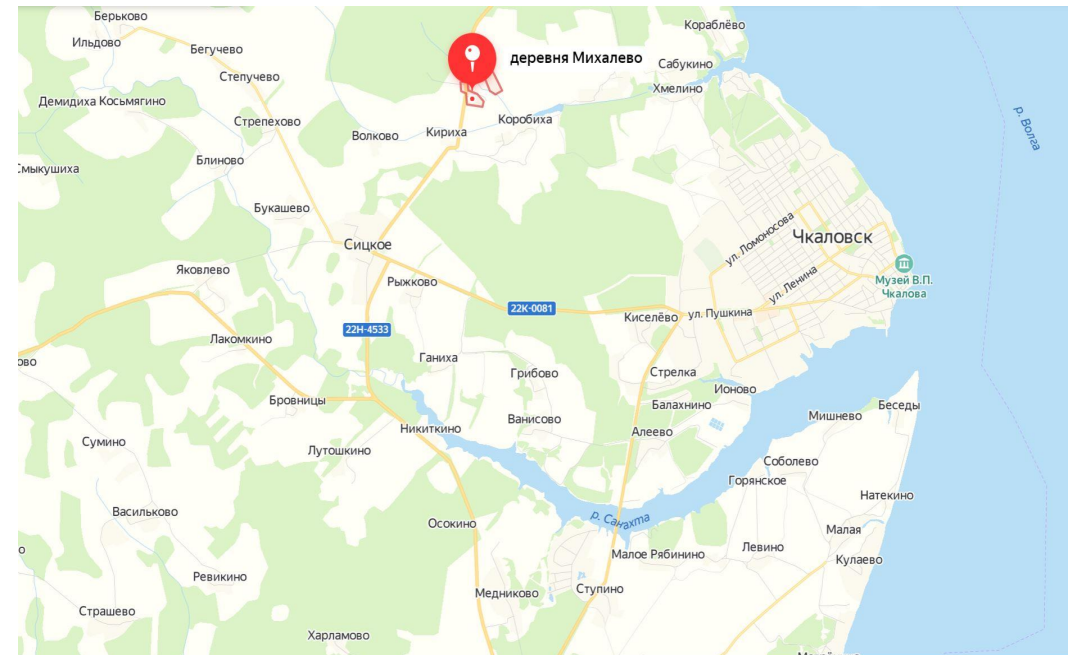 Берьково
Кораблёво
Ильдово
Бегучево
деревня Михалево
Сабукино
Степучево
Хмелино
Демидиха Косьмягино
Стрепехово
Коробиха
Волково
Кириха
р. Волга
Блиново
Смыкушиха
Букашево
ул. Ломоносова
Чкаловск
Сицкое
Яковлево
Рыжково
ул. Ленина
Музей В.П.
Чкалова
22К-0081
Киселёво
ул. Пушкина
22Н-4533
Лакомкино
Ганиха
ово
Грибово
Стрелка
Ионово
Бровницы
Балахнино
Беседы
Мишнево
Никиткино
Ванисово
Алеево
Сумино
Лутошкино
Соболево
Горянское
Натекино
Васильково
Осокино
р. Санахта
Малая
Левино
Малое Рябинино
Кулаево
Ревикино
Медниково
Ступино
Страшево
Харламово